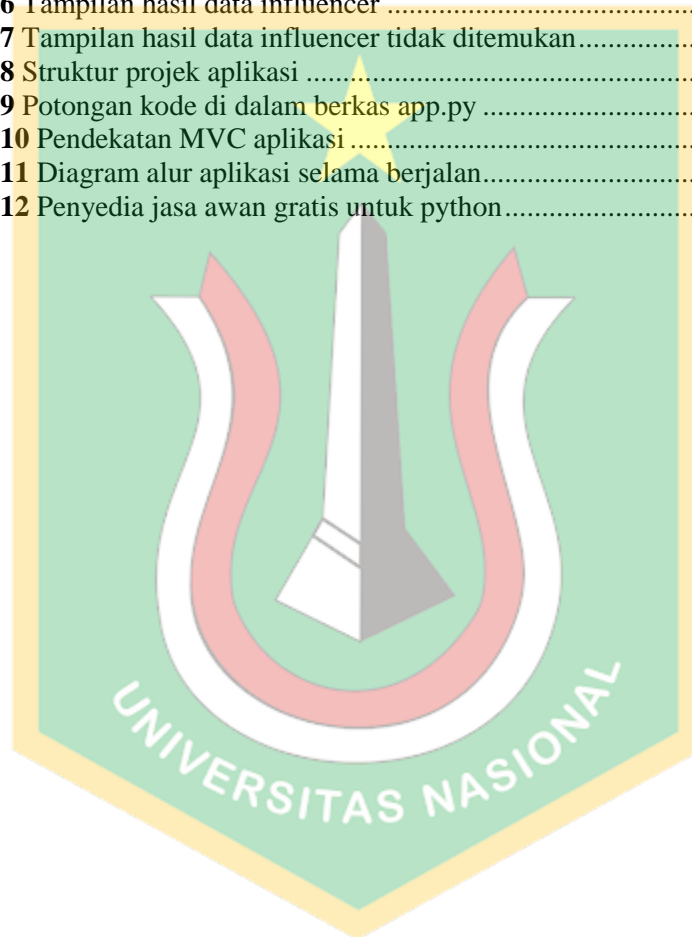 6 Tampilan hasil data influencer ........................................
7 Tampilan hasil data influencer tidak ditemukan...............
8 Struktur projek aplikasi ....................................................
9 Potongan kode di dalam berkas app.py ............................
10 Pendekatan MVC aplikasi ..............................................
11 Diagram alur aplikasi selama berjalan............................
12 Penyedia jasa awan gratis untuk python.........................
UNIVERSITAS NASIONAL